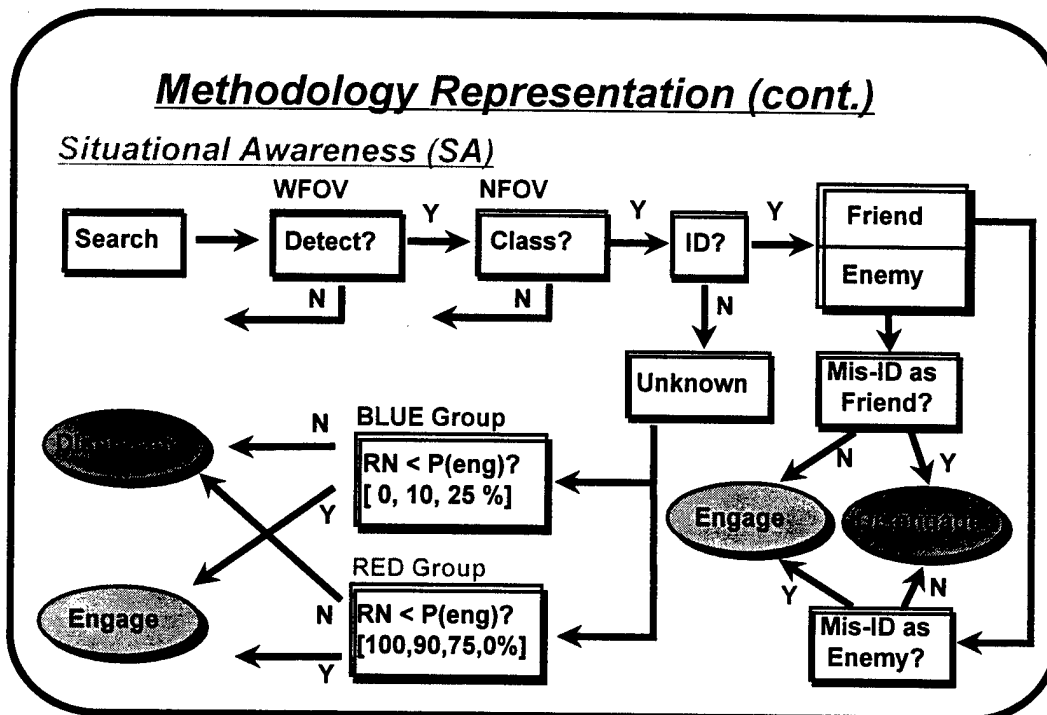 Methodology Representation (cont.)
Situational Awareness (SA)
WFOV
NFOV
Search
Detect?
Y
Class?
Y
ID?
Y
Friend
Enemy
N
N
N
Unknown
Mis-ID as
Friend?
BLUE Group
N
RN < P(eng)?
[ 0, 10, 25 %]
Y
N
Y
Engage
Disengage
RED Group
N
RN < P(eng)?
[100,90,75,0%]
Y
Engage
Y
N
Mis-ID as
Enemy?